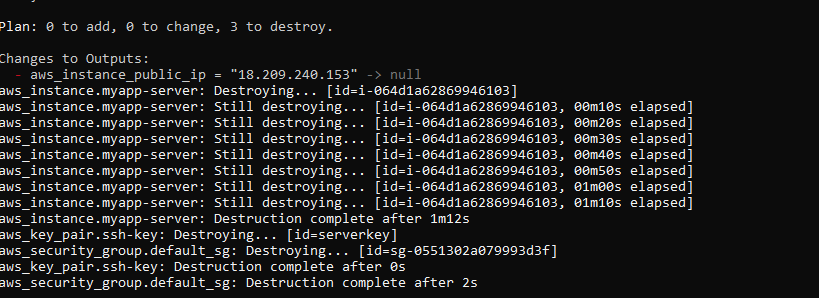 Plan: 0 to add, 0 to change, 3 to destroy.
Changes to Outputs:
- aws_instance_public_ip = "18.209.240.153" -> null
aws_instance.myapp-server: Destroying... [id=i-064d1a62869946103]
aws_instance.myapp-server: Still destroying... [id=i-064d1a62869946103, 00m10s elapsed]
aws_instance.myapp-server: Still destroying... [id=i-064d1a62869946103, 00m20s elapsed]
aws_instance.myapp-server: Still destroying... [id=i-064d1a62869946103, 00m30s elapsed]
aws_instance.myapp-server: Still destroying... [id=i-064d1a62869946103, 00m40s elapsed]
aws_instance.myapp-server: Still destroying... [id=i-064d1a62869946103, 00m50s elapsed]
aws_instance.myapp-server: Still destroying... [id=i-064d1a62869946103, 01m00s elapsed]
aws_instance.myapp-server: Still destroying... [id=i-064d1a62869946103, 01m10s elapsed]
aws_instance.myapp-server: Destruction complete after 1m12s
aws_key_pair.ssh-key: Destroying... [id=serverkey]
aws_security_group.default_sg: Destroying... [id=sg-0551302a079993d3f]
aws_key_pair.ssh-key: Destruction complete after 0s
aws_security_group.default_sg: Destruction complete after 2s